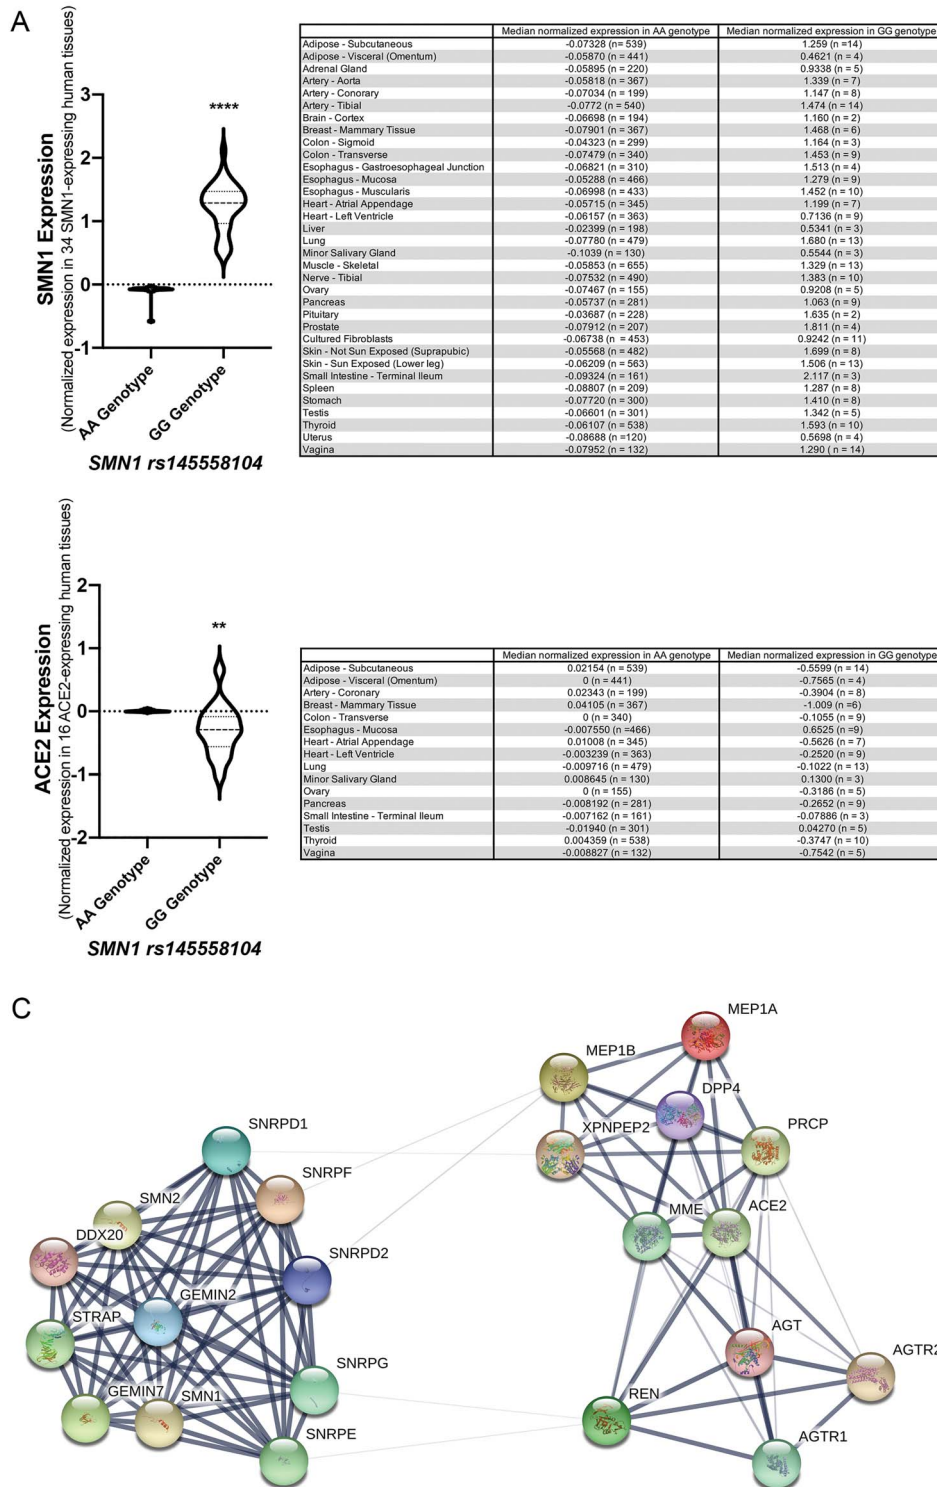 A
SMN1 Expression
(Normalized expression in 34 SMN1-expressing human tissues)
3
2
1
0
-1
****
AA Genotype
GG Genotype
SMN1 rs145558104
Median normalized expression in AA genotype Median normalized expression in GG genotype
Adipose - Subcutaneous -0.07328 (n= 539) 1.259 (n =14)
Adipose - Visceral (Omentum) -0.05870 (n = 441) 0.4621 (n = 4)
Adrenal Gland -0.05895 (n = 220) 0.9338 (n = 5)
Artery - Aorta -0.05818 (n = 367) 1.339 (n = 7)
Artery - Conorary -0.07034 (n = 199) 1.147 (n = 8)
Artery - Tibial -0.0772 (n = 540) 1.474 (n = 14)
Brain - Cortex -0.06698 (n = 194) 1.160 (n = 2)
Breast - Mammary Tissue -0.07901 (n = 367) 1.468 (n = 6)
Colon - Sigmoid -0.04323 (n = 299) 1.164 (n = 3)
Colon - Transverse -0.07479 (n = 340) 1.453 (n = 9)
Esophagus - Gastroesophageal Junction -0.06821 (n = 310) 1.513 (n = 4)
Esophagus - Mucosa -0.05288 (n = 466) 1.279 (n = 9)
Esophagus - Muscularis -0.06998 (n = 433) 1.452 (n = 10)
Heart - Atrial Appendage -0.05715 (n = 345) 1.199 (n = 7)
Heart - Left Ventricle -0.06157 (n = 363) 0.7136 (n = 9)
Liver -0.02399 (n = 198) 0.5341 (n = 3)
Lung -0.07780 (n = 479) 1.680 (n = 13)
Minor Salivary Gland -0.1039 (n = 130) 0.5544 (n = 3)
Muscle - Skeletal -0.05853 (n = 655) 1.329 (n = 13)
Nerve - Tibial -0.07532 (n = 490) 1.383 (n = 10)
Ovary -0.07467 (n = 155) 0.9208 (n = 5)
Pancreas -0.05737 (n = 281) 1.063 (n = 9)
Pituitary -0.03687 (n = 228) 1.635 (n = 2)
Prostate -0.07912 (n = 207) 1.811 (n = 4)
Cultured Fibroblasts -0.06738 (n = 453) 0.9242 (n = 11)
Skin - Not Sun Exposed (Suprapubic) -0.05568 (n = 482) 1.699 (n = 8)
Skin - Sun Exposed (Lower leg) -0.06209 (n = 563) 1.506 (n = 13)
Small Intestine - Terminal Ileum -0.09324 (n = 161) 2.117 (n = 3)
Spleen -0.08807 (n = 209) 1.287 (n = 8)
Stomach -0.07720 (n = 300) 1.410 (n = 8)
Testis -0.06601 (n = 301) 1.342 (n = 5)
Thyroid -0.06107 (n = 538) 1.593 (n = 10)
Uterus -0.08688 (n =120) 0.5698 (n = 4)
Vagina -0.07952 (n = 132) 1.290 (n = 14)
ACE2 Expression
(Normalized expression in 16 ACE2-expressing human tissues)
2
1
0
-1
-2
**
AA Genotype
GG Genotype
SMN1 rs145558104
Median normalized expression in AA genotype Median normalized expression in GG genotype
Adipose - Subcutaneous 0.02154 (n = 539) -0.5599 (n = 14)
Adipose - Visceral (Omentum) 0 (n = 441) -0.7565 (n = 4)
Artery - Coronary 0.02343 (n = 199) -0.3904 (n = 8)
Breast - Mammary Tissue 0.04105 (n = 367) -1.009 (n =6)
Colon - Transverse 0 (n = 340) -0.1055 (n = 9)
Esophagus - Mucosa -0.007550 (n =466) 0.6525 (n =9)
Heart - Atrial Appendage 0.01008 (n = 345) -0.5626 (n = 7)
Heart - Left Ventricle -0.003239 (n = 363) -0.2520 (n = 9)
Lung -0.009716 (n = 479) -0.1022 (n = 13)
Minor Salivary Gland 0.008645 (n = 130) 0.1300 (n = 3)
Ovary 0 (n = 155) -0.3186 (n = 5)
Pancreas -0.008192 (n = 281) -0.2652 (n = 9)
Small Intestine - Terminal Ileum -0.007162 (n = 161) -0.07886 (n = 3)
Testis -0.01940 (n = 301) 0.04270 (n = 5)
Thyroid 0.004359 (n = 538) -0.3747 (n = 10)
Vagina -0.008827 (n = 132) -0.7542 (n = 5)
C
MEP1A
MEP1B
DPP4
SNRPD1
XPNPEP2
PRCP
SNRPF
SMN2
MME
ACE2
DDX20
SNRPD2
GEMIN2
STRAP
AGT
AGTR2
SNRPG
GEMIN7
SMN1
REN
SNRPE
AGTR1